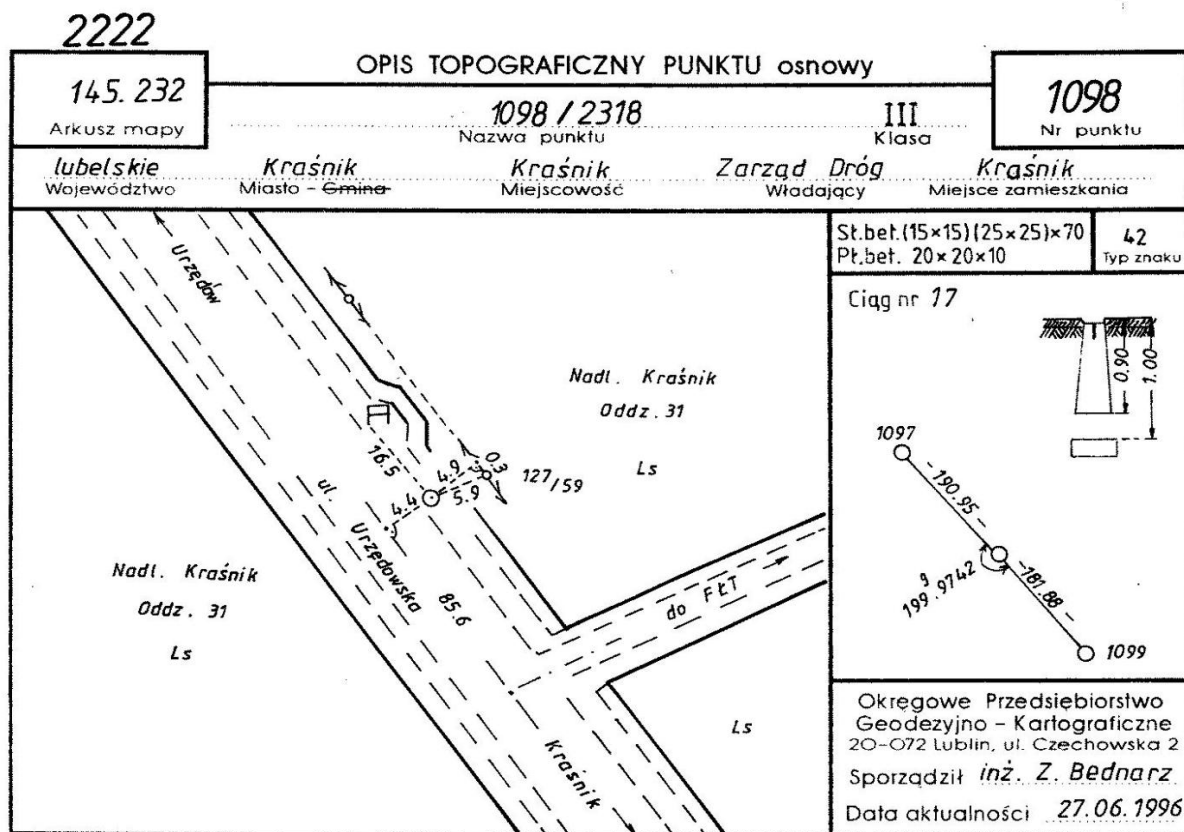 2222
OPIS TOPOGRAFICZNY PUNKTU osnowy
145.232
Arkusz mapy
1098 / 2318
Nazwa punktu
III
Klasa
1098
Nr punktu
lubelskie Kraśnik Kraśnik Zarząd Dróg Kraśnik
Województwo Miasto - Gmina Miejscowość Władający Miejsce zamieszkania
St.bet.(15×15)(25×25)×70
Pt.bet. 20×20×10
42
Typ znaku
Ciąg nr 17
0.90
1.00
1097
-190.95-
199.9742 g
-181.88-
1099
Urzędów
Nadl. Kraśnik
Oddz. 31
Ls
16.5
4.9
0.3
5.9
4.4
127/59
ul.
Urzędowska
85.6
Nadl. Kraśnik
Oddz. 31
Ls
do FŁT
Ls
Kraśnik
Okręgowe Przedsiębiorstwo
Geodezyjno - Kartograficzne
20-072 Lublin, ul. Czechowska 2
Sporządził inż. Z. Bednarz
Data aktualności 27.06.1996